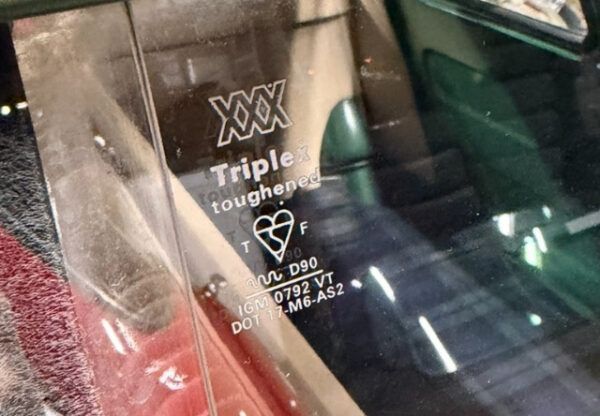 XXX
Triplex
toughened
T F
D90
IGM 0792 VT
DOT 17-M6-AS2